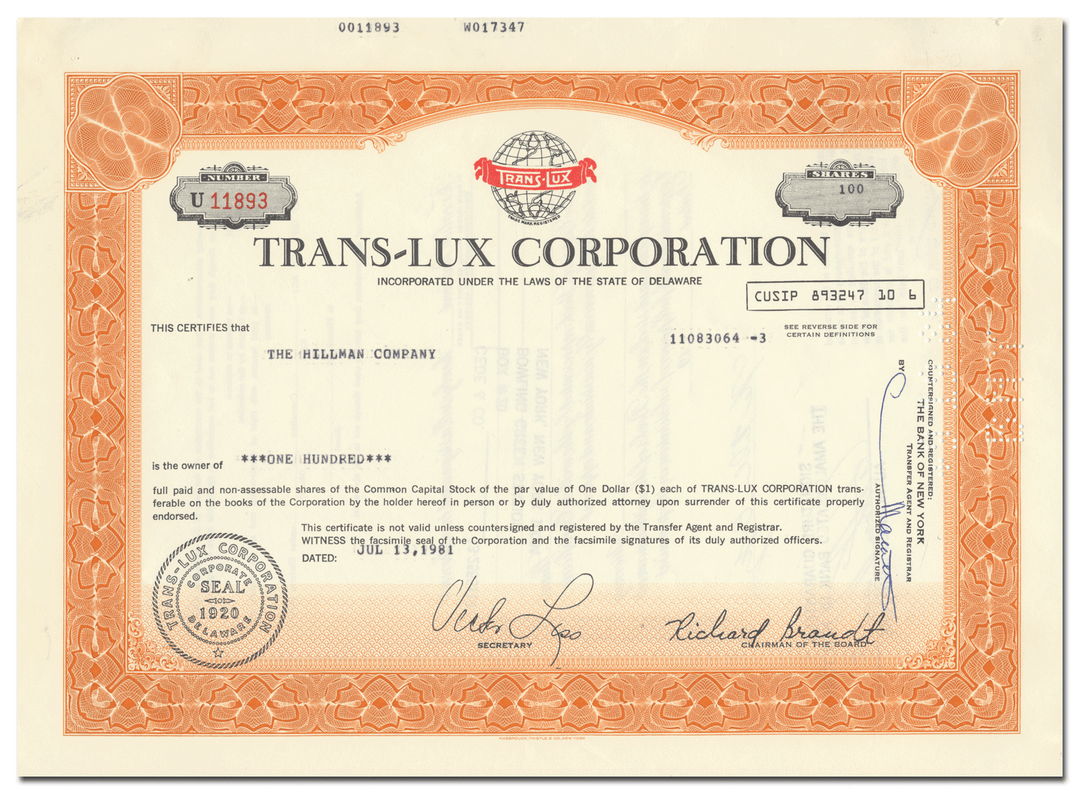 0011893 W017347
TRANS-LUX
TRADE MARK REGISTERED
NUMBER
U 11893
SHARES
100
TRANS-LUX CORPORATION
INCORPORATED UNDER THE LAWS OF THE STATE OF DELAWARE
CUSIP 893247 10 6
THIS CERTIFIES that
11083064 -3
SEE REVERSE SIDE FOR
CERTAIN DEFINITIONS
THE HILLMAN COMPANY
is the owner of ***ONE HUNDRED***
full paid and non-assessable shares of the Common Capital Stock of the par value of One Dollar ($1) each of TRANS-LUX CORPORATION trans-
ferable on the books of the Corporation by the holder hereof in person or by duly authorized attorney upon surrender of this certificate properly
endorsed.
This certificate is not valid unless countersigned and registered by the Transfer Agent and Registrar.
WITNESS the facsimile seal of the Corporation and the facsimile signatures of its duly authorized officers.
DATED: JUL 13,1981
COUNTERSIGNED AND REGISTERED:
THE BANK OF NEW YORK
TRANSFER AGENT AND REGISTRAR
BY
AUTHORIZED SIGNATURE
TRANS-LUX CORPORATION
CORPORATE
SEAL
1920
DELAWARE
SECRETARY
Richard Brandt
CHAIRMAN OF THE BOARD